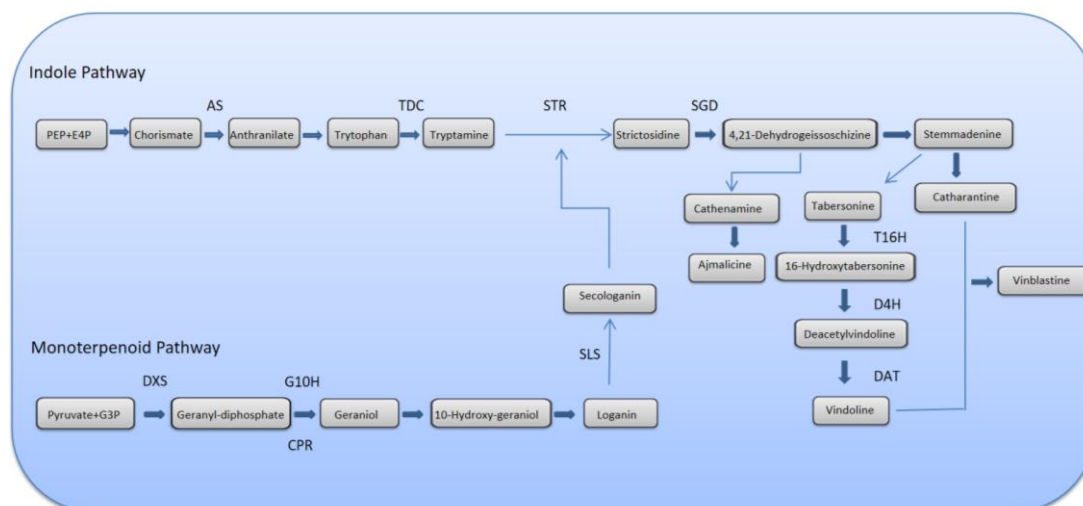 Indole Pathway
AS TDC STR SGD
PEP+E4P Chorismate Anthranilate Trytophan Tryptamine Strictosidine 4,21-Dehydrogeissoschizine Stemmadenine
Cathenamine Tabersonine Catharantine
T16H
Ajmalicine 16-Hydroxytabersonine
Secologanin Vinblastine
D4H
Deacetylvindoline
Monoterpenoid Pathway
SLS
DXS G10H DAT
Pyruvate+G3P Geranyl-diphosphate Geraniol 10-Hydroxy-geraniol Loganin Vindoline
CPR